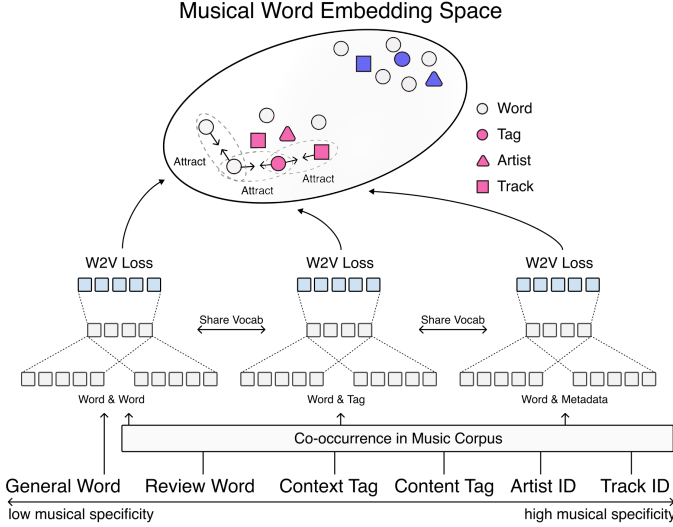 Musical Word Embedding Space
Word
Tag
Artist
Track
Attract
Attract
Attract
W2V Loss
W2V Loss
W2V Loss
Share Vocab
Share Vocab
Word & Word
Word & Tag
Word & Metadata
Co-occurrence in Music Corpus
General Word
Review Word
Context Tag
Content Tag
Artist ID
Track ID
low musical specificity
high musical specificity